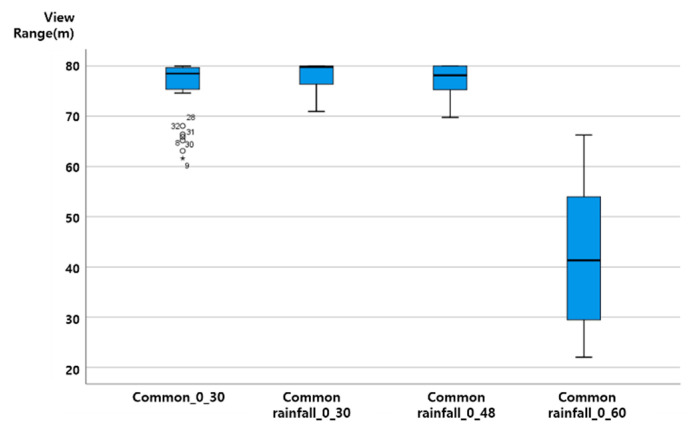 View
Range(m)
80
70
60
50
40
30
20
28
32
31
8
30
9
Common_0_30
Common
rainfall_0_30
Common
rainfall_0_48
Common
rainfall_0_60